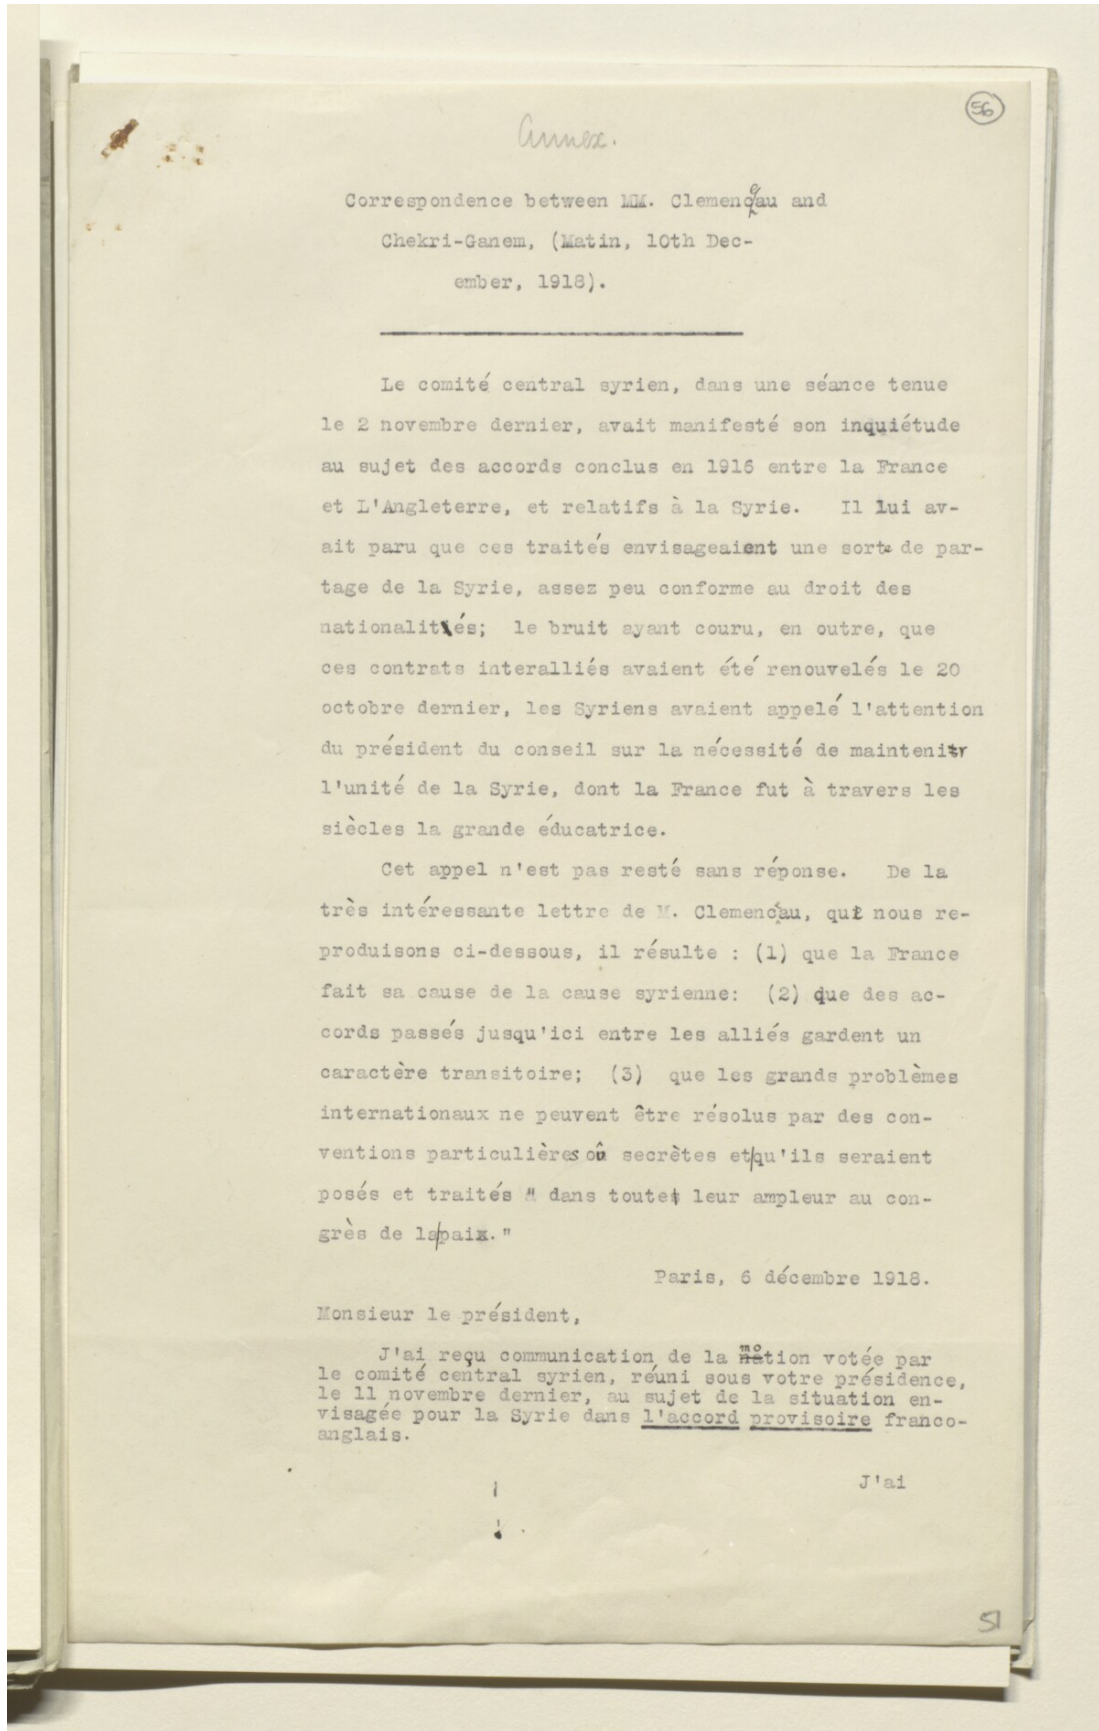 56
Annex.
Correspondence between MM. Clemenceau and
Chekri-Ganem, (Matin, 10th Dec-
ember, 1918).
Le comité central syrien, dans une séance tenue
le 2 novembre dernier, avait manifesté son inquiétude
au sujet des accords conclus en 1916 entre la France
et L'Angleterre, et relatifs à la Syrie. Il lui av-
ait paru que ces traités envisageaient une sorte de par-
tage de la Syrie, assez peu conforme au droit des
nationalités; le bruit ayant couru, en outre, que
ces contrats interalliés avaient été renouvelés le 20
octobre dernier, les Syriens avaient appelé l'attention
du président du conseil sur la nécessité de maintenir
l'unité de la Syrie, dont la France fut à travers les
siècles la grande éducatrice.
Cet appel n'est pas resté sans réponse. De la
très intéressante lettre de M. Clemencau, que nous re-
produisons ci-dessous, il résulte : (1) que la France
fait sa cause de la cause syrienne: (2) que des ac-
cords passés jusqu'ici entre les alliés gardent un
caractère transitoire; (3) que les grands problèmes
internationaux ne peuvent être résolus par des con-
ventions particulières où secrètes et qu'ils seraient
posés et traités " dans toute leur ampleur au con-
grès de la paix."
Paris, 6 décembre 1918.
Monsieur le président,
J'ai reçu communication de la motion votée par
le comité central syrien, réuni sous votre présidence,
le 11 novembre dernier, au sujet de la situation en-
visagée pour la Syrie dans l'accord provisoire franco-
anglais.
J'ai
51